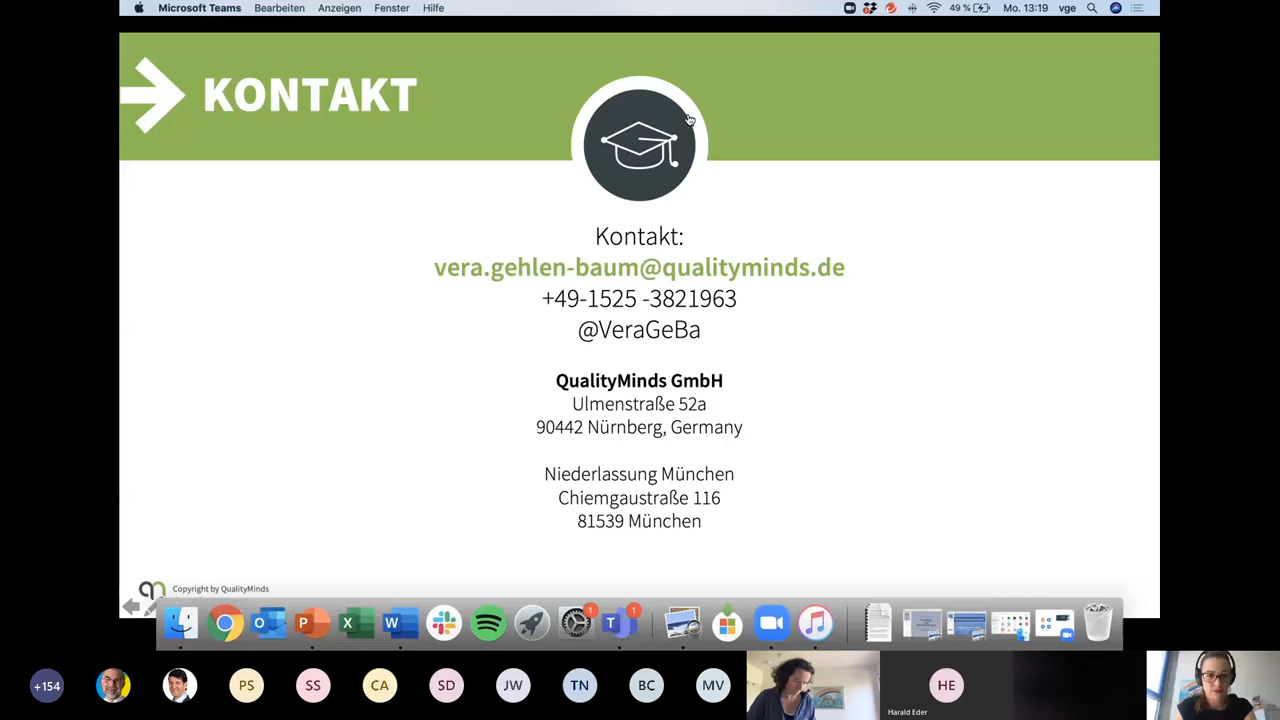 Microsoft Teams Bearbeiten Anzeigen Fenster Hilfe 49 % Mo. 13:19 vge
KONTAKT
Kontakt:
vera.gehlen-baum@qualityminds.de
+49-1525 -3821963
@VeraGeBa
QualityMinds GmbH
Ulmenstraße 52a
90442 Nürnberg, Germany
Niederlassung München
Chiemgaustraße 116
81539 München
Copyright by QualityMinds
1 1
+154 PS SS CA SD JW TN BC MV HE
Harald Eder